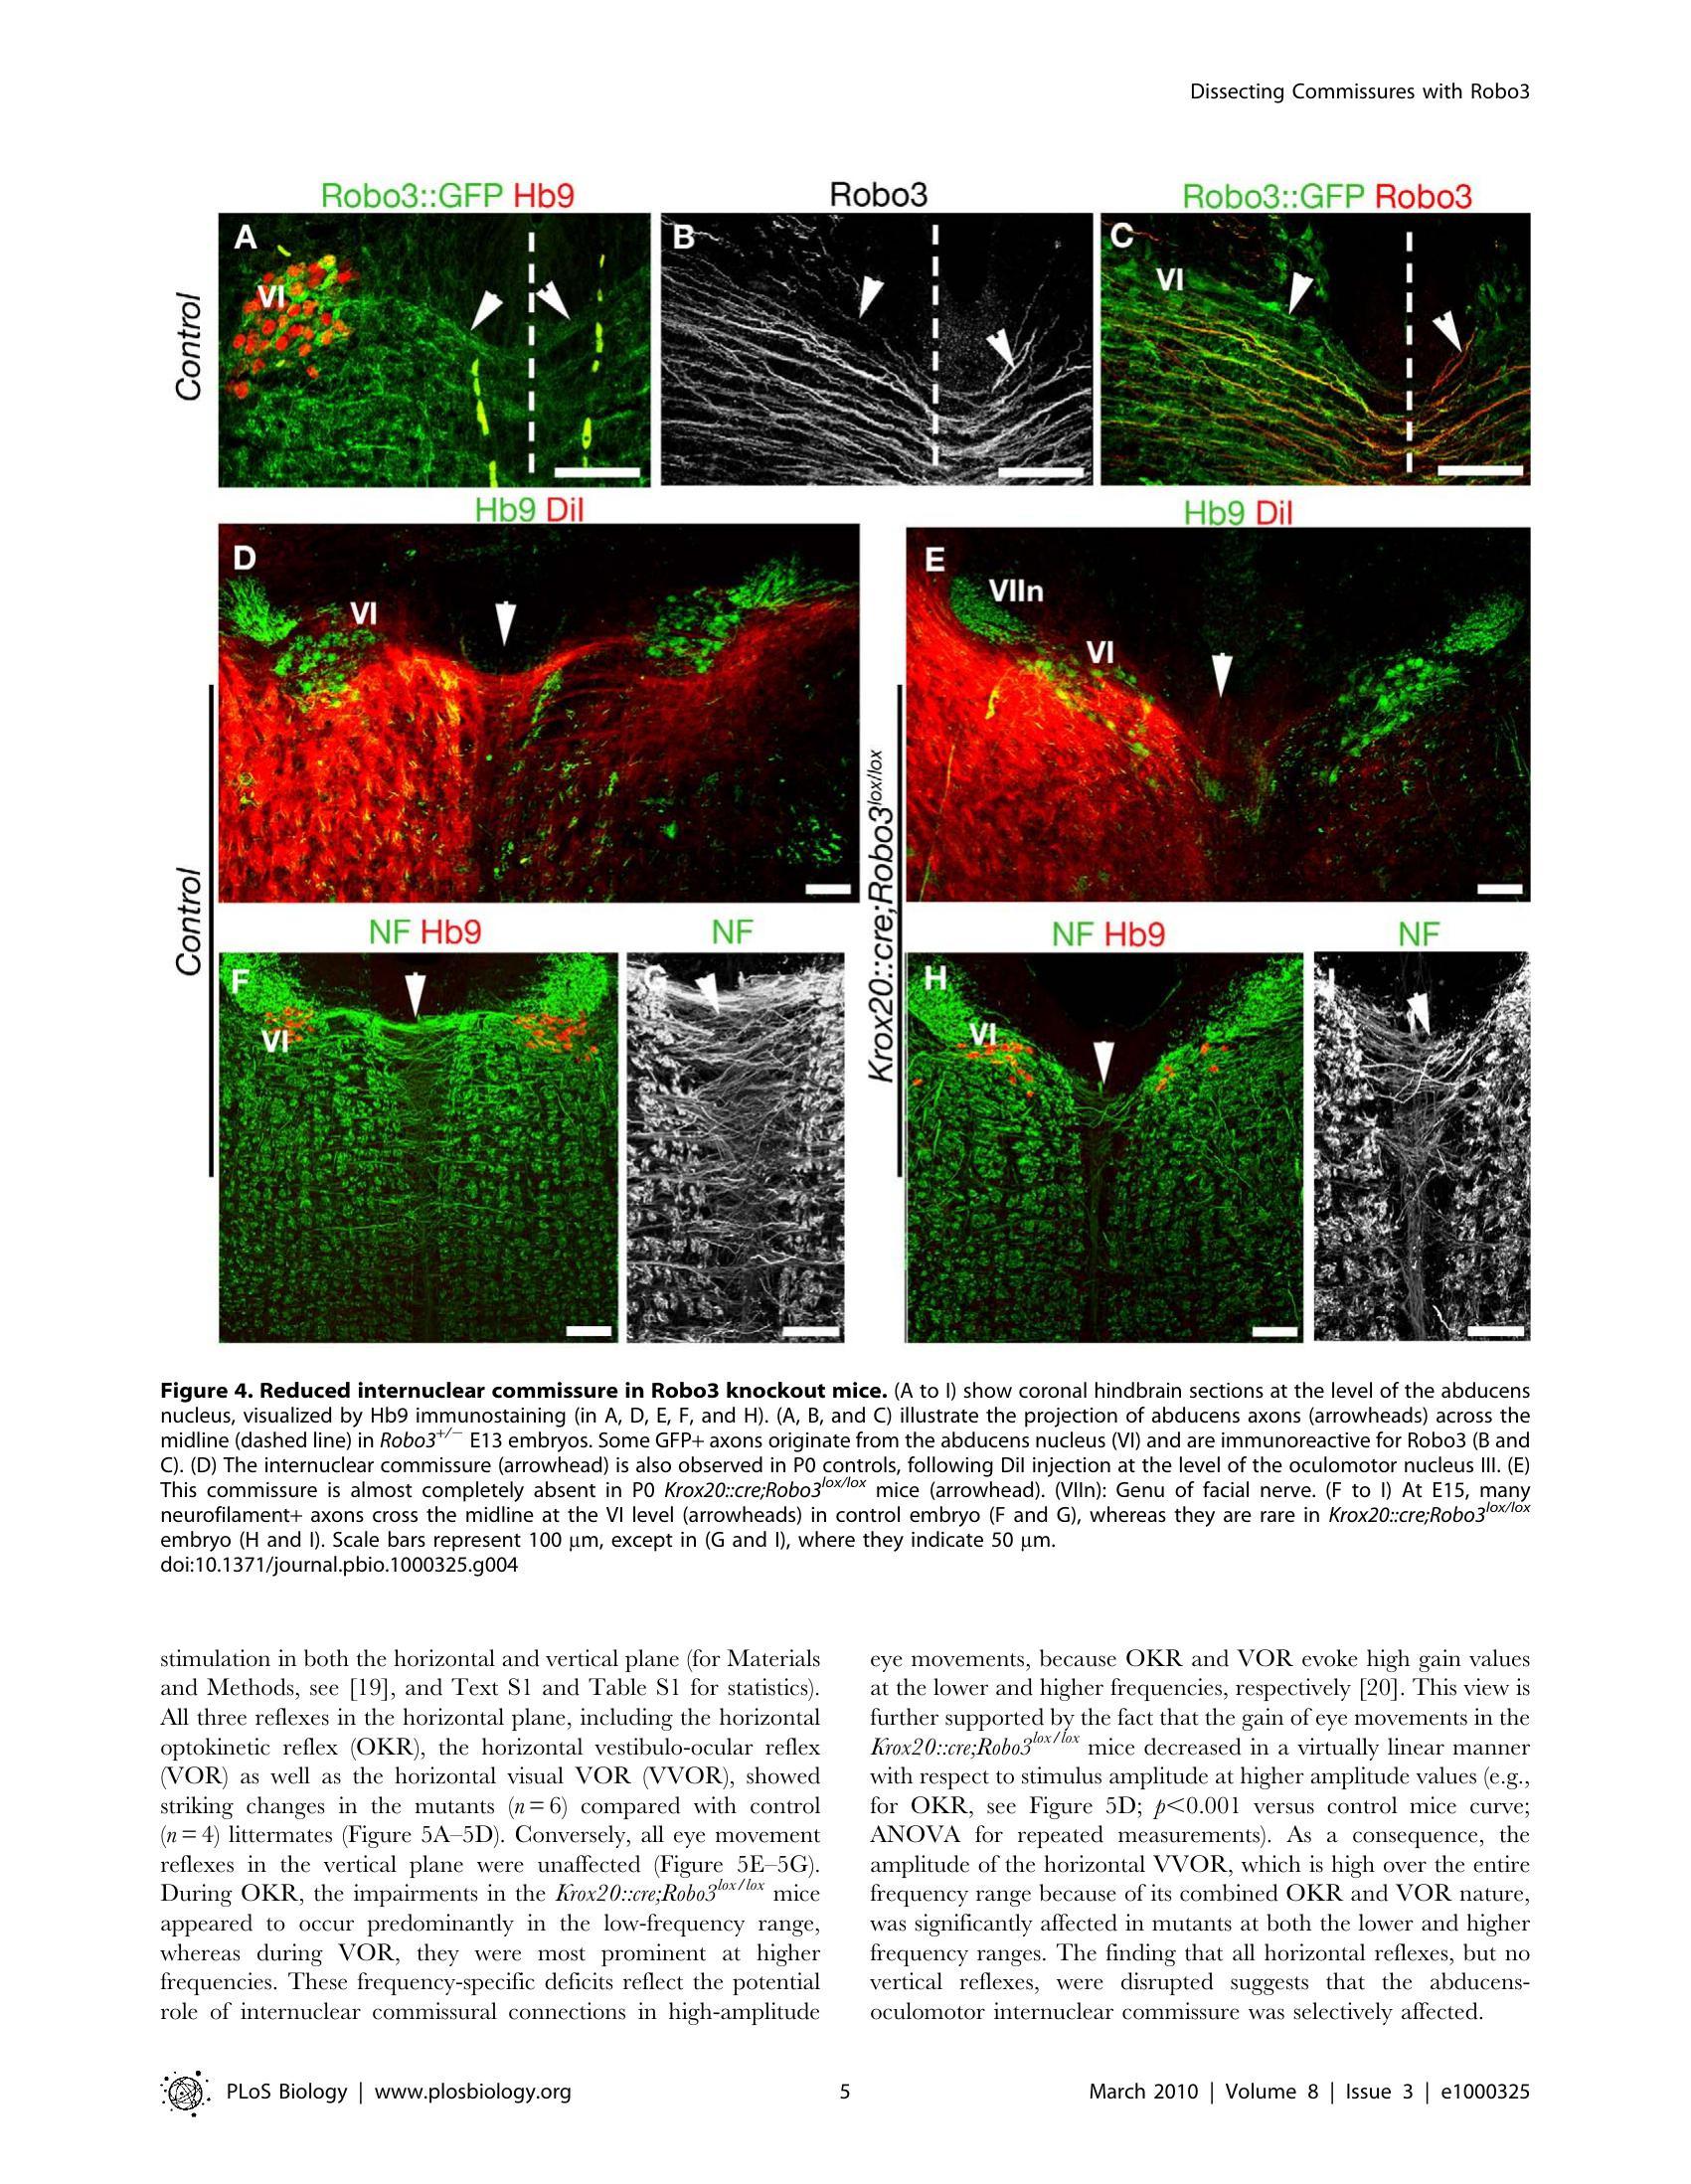 Dissecting Commissures with Robo3
Robo3::GFP Hb9
Robo3
Robo3::GFP Robo3
Control
A
VI
B
C
VI
Hb9 DiI
Hb9 DiI
D
VI
E
VIIn
VI
Control
Krox20::cre;Robo3lox/lox
NF Hb9
NF
NF Hb9
NF
F
VI
G
H
VI
I
Figure 4. Reduced internuclear commissure in Robo3 knockout mice. (A to I) show coronal hindbrain sections at the level of the abducens
nucleus, visualized by Hb9 immunostaining (in A, D, E, F, and H). (A, B, and C) illustrate the projection of abducens axons (arrowheads) across the
midline (dashed line) in Robo3+/− E13 embryos. Some GFP+ axons originate from the abducens nucleus (VI) and are immunoreactive for Robo3 (B and
C). (D) The internuclear commissure (arrowhead) is also observed in P0 controls, following DiI injection at the level of the oculomotor nucleus III. (E)
This commissure is almost completely absent in P0 Krox20::cre;Robo3lox/lox mice (arrowhead). (VIIn): Genu of facial nerve. (F to I) At E15, many
neurofilament+ axons cross the midline at the VI level (arrowheads) in control embryo (F and G), whereas they are rare in Krox20::cre;Robo3lox/lox
embryo (H and I). Scale bars represent 100 μm, except in (G and I), where they indicate 50 μm.
doi:10.1371/journal.pbio.1000325.g004
stimulation in both the horizontal and vertical plane (for Materials
and Methods, see [19], and Text S1 and Table S1 for statistics).
All three reflexes in the horizontal plane, including the horizontal
optokinetic reflex (OKR), the horizontal vestibulo-ocular reflex
(VOR) as well as the horizontal visual VOR (VVOR), showed
striking changes in the mutants (n = 6) compared with control
(n = 4) littermates (Figure 5A–5D). Conversely, all eye movement
reflexes in the vertical plane were unaffected (Figure 5E–5G).
During OKR, the impairments in the Krox20::cre;Robo3lox/lox mice
appeared to occur predominantly in the low-frequency range,
whereas during VOR, they were most prominent at higher
frequencies. These frequency-specific deficits reflect the potential
role of internuclear commissural connections in high-amplitude
eye movements, because OKR and VOR evoke high gain values
at the lower and higher frequencies, respectively [20]. This view is
further supported by the fact that the gain of eye movements in the
Krox20::cre;Robo3lox/lox mice decreased in a virtually linear manner
with respect to stimulus amplitude at higher amplitude values (e.g.,
for OKR, see Figure 5D; p<0.001 versus control mice curve;
ANOVA for repeated measurements). As a consequence, the
amplitude of the horizontal VVOR, which is high over the entire
frequency range because of its combined OKR and VOR nature,
was significantly affected in mutants at both the lower and higher
frequency ranges. The finding that all horizontal reflexes, but no
vertical reflexes, were disrupted suggests that the abducens-
oculomotor internuclear commissure was selectively affected.
PLoS Biology | www.plosbiology.org
5
March 2010 | Volume 8 | Issue 3 | e1000325